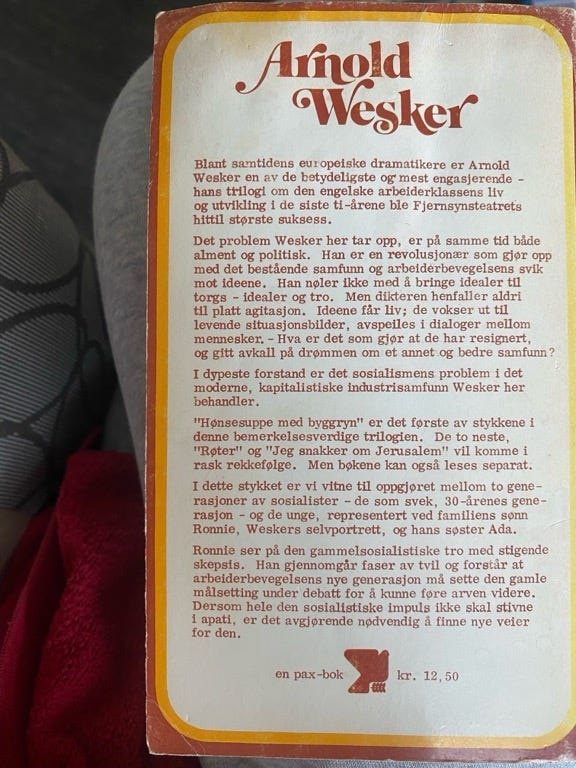 Arnold
Wesker
Blant samtidens europeiske dramatikere er Arnold
Wesker en av de betydeligste og mest engasjerende -
hans trilogi om den engelske arbeiderklassens liv
og utvikling i de siste ti-årene ble Fjernsynsteatrets
hittil største suksess.
Det problem Wesker her tar opp, er på samme tid både
alment og politisk. Han er en revolusjonær som gjør opp
med det bestående samfunn og arbeiderbevegelsens svik
mot ideene. Han nøler ikke med å bringe idealer til
torgs - idealer og tro. Men dikteren henfaller aldri
til platt agitasjon. Ideene får liv; de vokser ut til
levende situasjonsbilder, avspeiles i dialoger mellom
mennesker. - Hva er det som gjør at de har resignert,
og gitt avkall på drømmen om et annet og bedre samfunn?
I dypeste forstand er det sosialismens problem i det
moderne, kapitalistiske industrisamfunn Wesker her
behandler.
"Hønsesuppe med byggryn" er det første av stykkene i
denne bemerkelsesverdige trilogien. De to neste,
"Røter" og "Jeg snakker om Jerusalem" vil komme i
rask rekkefølge. Men bøkene kan også leses separat.
I dette stykket er vi vitne til oppgjøret mellom to gene-
rasjoner av sosialister - de som svek, 30-årenes gene-
rasjon - og de unge, representert ved familiens sønn
Ronnie, Weskers selvportrett, og hans søster Ada.
Ronnie ser på den gammelsosialistiske tro med stigende
skepsis. Han gjennomgår faser av tvil og forstår at
arbeiderbevegelsens nye generasjon må sette den gamle
målsetting under debatt for å kunne føre arven videre.
Dersom hele den sosialistiske impuls ikke skal stivne
i apati, er det avgjørende nødvendig å finne nye veier
for den.
en pax-bok kr. 12,50